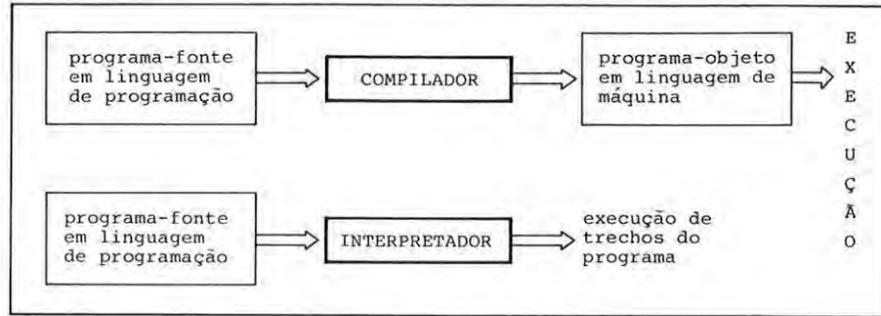 programa-fonte
em linguagem
de programação
COMPILADOR
programa-objeto
em linguagem de
máquina
EXECUÇÃO
programa-fonte
em linguagem
de programação
INTERPRETADOR
execução de
trechos do
programa